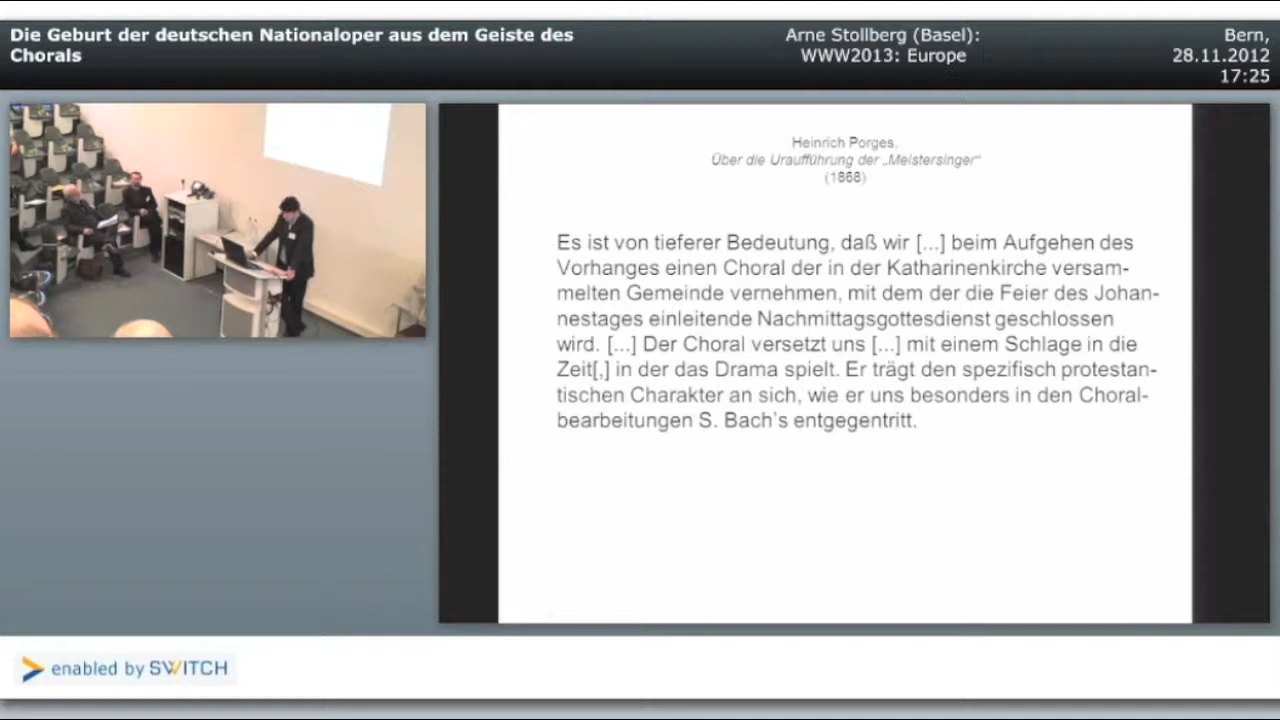 Die Geburt der deutschen Nationaloper aus dem Geiste des
Chorals
Arne Stollberg (Basel):
WWW2013: Europe
Bern,
28.11.2012
17:25
Heinrich Porges,
Über die Uraufführung der „Meistersinger“
(1868)
Es ist von tieferer Bedeutung, daß wir [...] beim Aufgehen des
Vorhanges einen Choral der in der Katharinenkirche versam-
melten Gemeinde vernehmen, mit dem der die Feier des Johan-
nestages einleitende Nachmittagsgottesdienst geschlossen
wird. [...] Der Choral versetzt uns [...] mit einem Schlage in die
Zeit[,] in der das Drama spielt. Er trägt den spezifisch protestan-
tischen Charakter an sich, wie er uns besonders in den Choral-
bearbeitungen S. Bach’s entgegentritt.
enabled by SWITCH